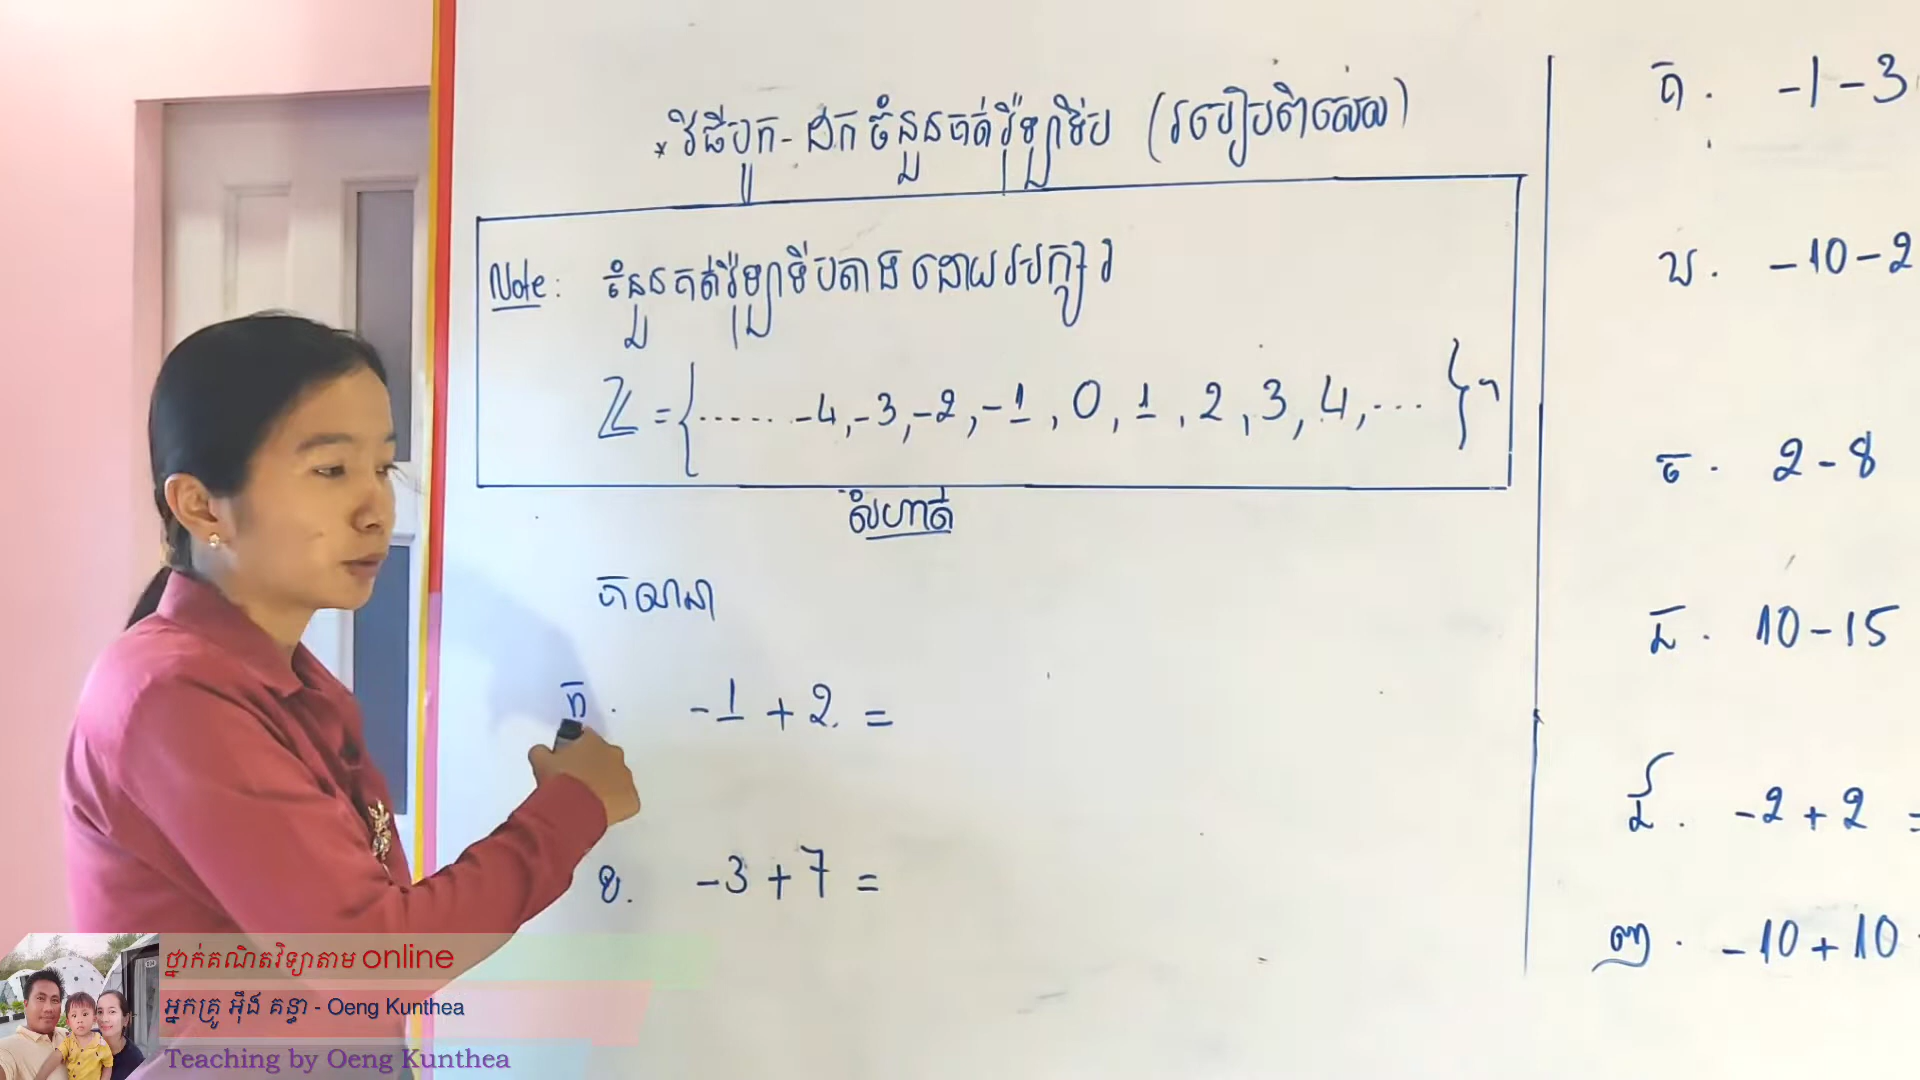 * វិធីបូក - ដក ចំនួនគត់រ៉ឺឡាទីប (របៀបពិសេស)
Note: ចំនួនគត់រ៉ឺឡាទីបតាងដោយអក្សរ
ℤ = {...... -4, -3, -2, -1, 0, 1, 2, 3, 4, ... }។
លំហាត់
គណនា
ក. -1 + 2 =
ខ. -3 + 7 =
គ. -1 - 3
ឃ. -10 - 2
ច. 2 - 8
ឆ. 10 - 15
ជ. -2 + 2 =
ញ. -10 + 10
ថ្នាក់គណិតវិទ្យាតាម online
អ្នកគ្រូ អ៊ឹង គន្ធា - Oeng Kunthea
Teaching by Oeng Kunthea